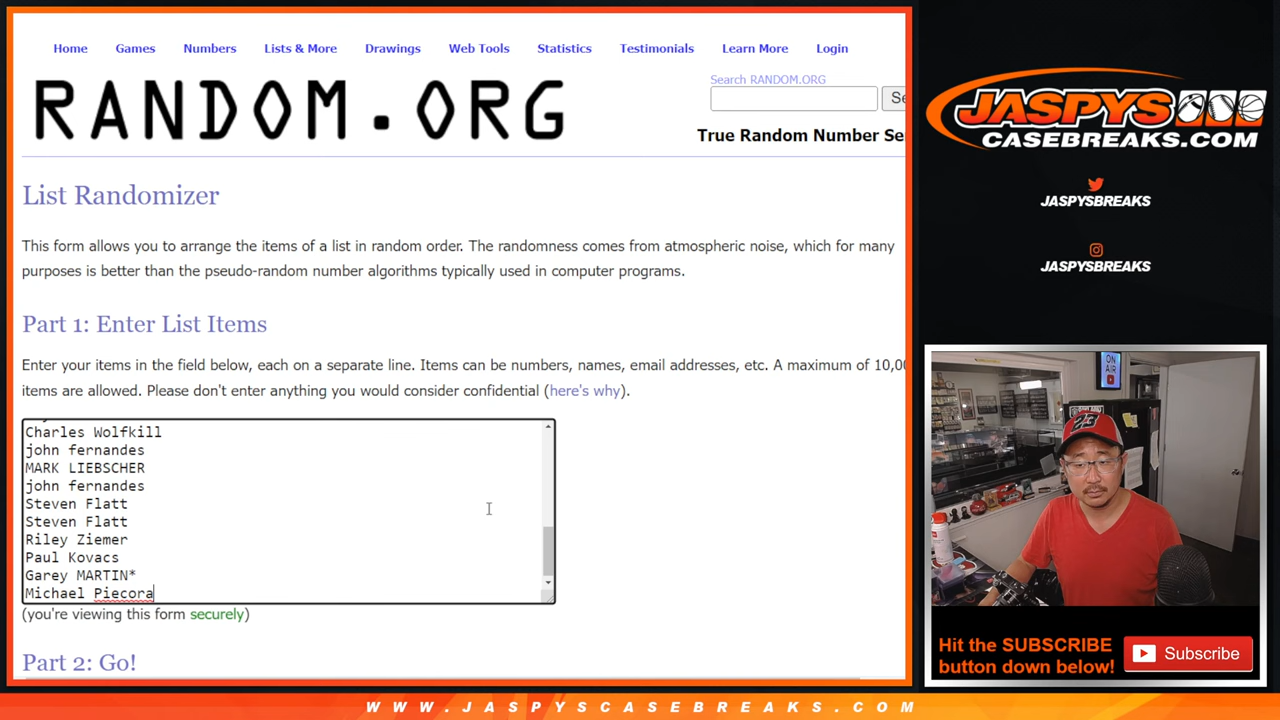 Home Games Numbers Lists & More Drawings Web Tools Statistics Testimonials Learn More Login
RANDOM.ORG
Search RANDOM.ORG
Se
True Random Number Se
List Randomizer
This form allows you to arrange the items of a list in random order. The randomness comes from atmospheric noise, which for many
purposes is better than the pseudo-random number algorithms typically used in computer programs.
Part 1: Enter List Items
Enter your items in the field below, each on a separate line. Items can be numbers, names, email addresses, etc. A maximum of 10,00
items are allowed. Please don't enter anything you would consider confidential (here's why).
Charles Wolfkill
john fernandes
MARK LIEBSCHER
john fernandes
Steven Flatt
Steven Flatt
Riley Ziemer
Paul Kovacs
Garey MARTIN*
Michael Piecora
(you're viewing this form securely)
Part 2: Go!
JASPYS
CASEBREAKS.COM
JASPYSBREAKS
JASPYSBREAKS
ON
AIR
23
Hit the SUBSCRIBE
button down below!
Subscribe
WWW.JASPYSCASEBREAKS.COM